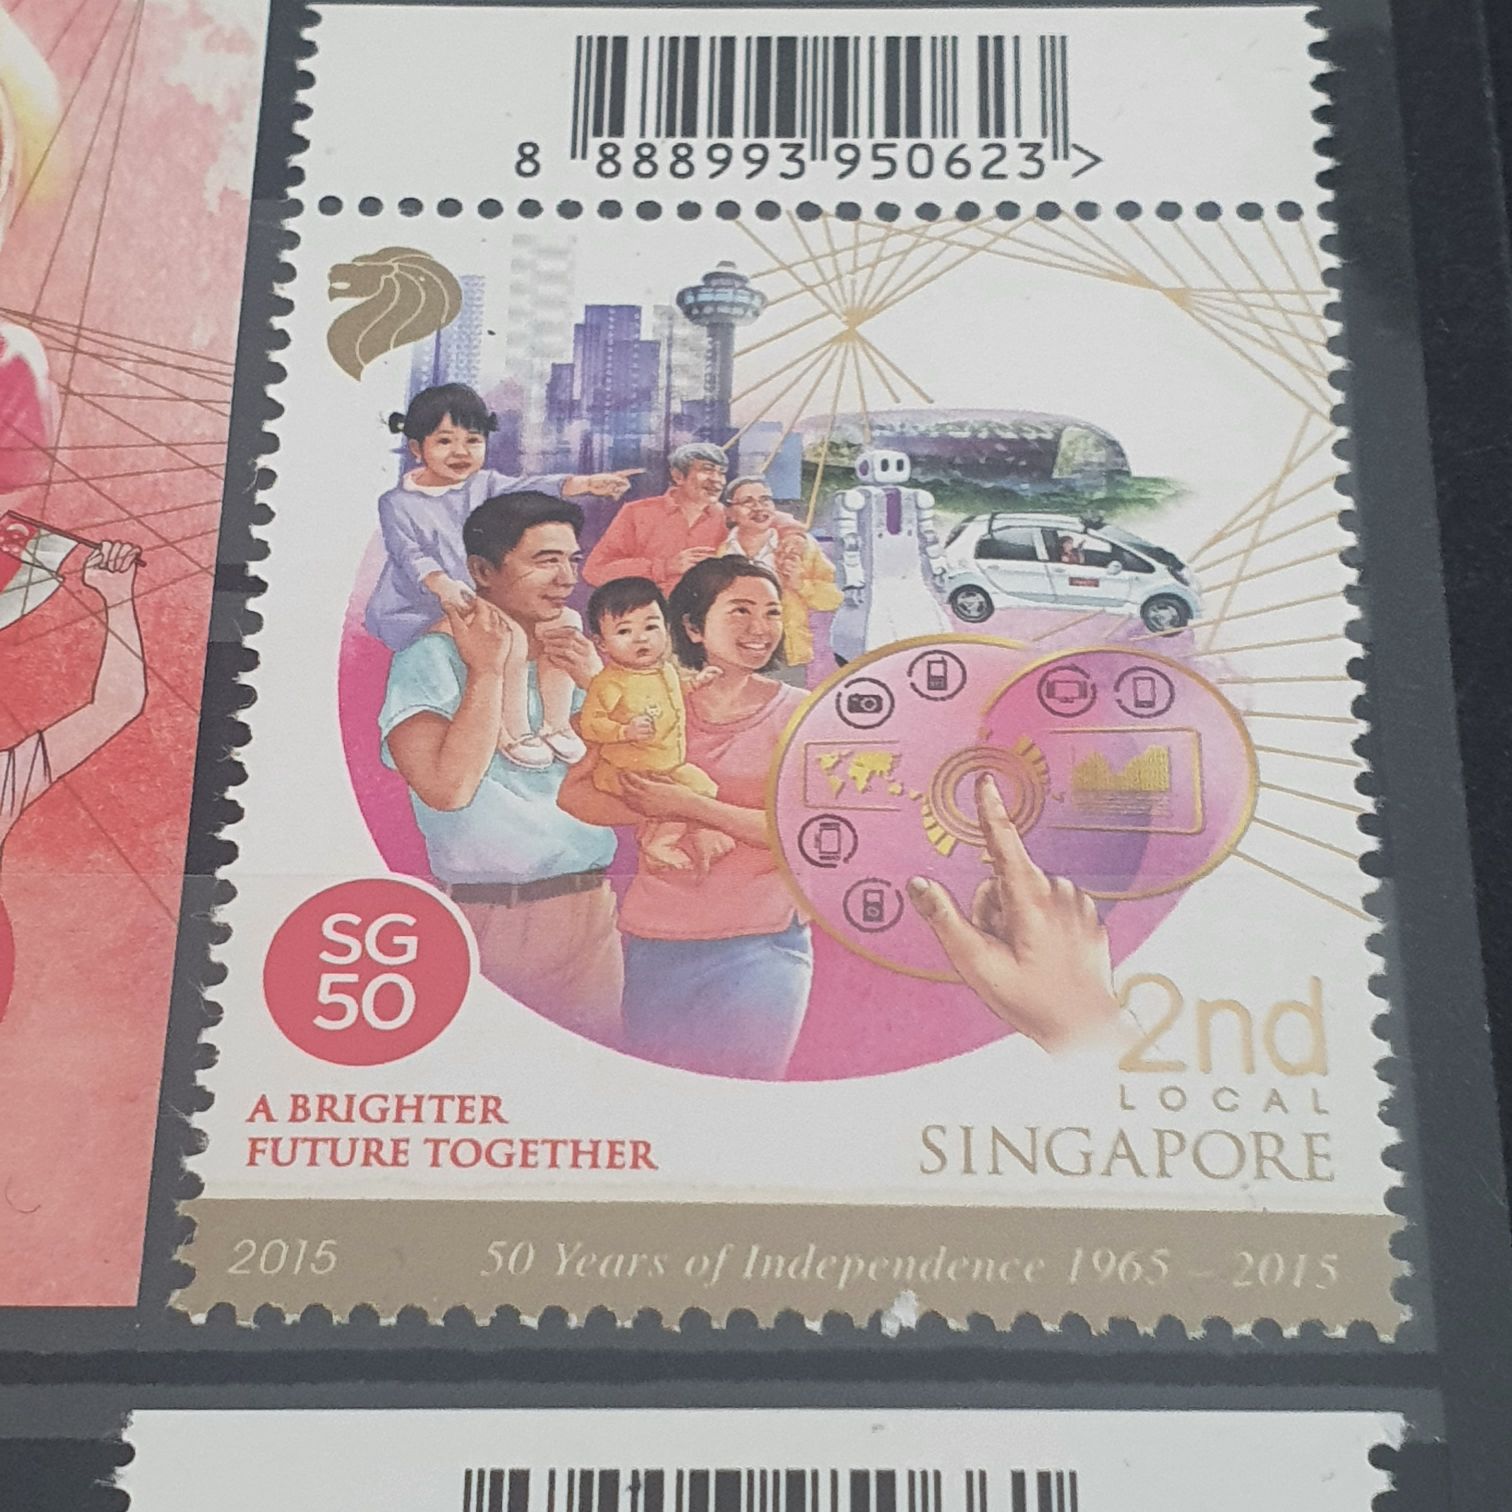 8 888993 950623 >
SG
50
A BRIGHTER
FUTURE TOGETHER
2nd
LOCAL
SINGAPORE
2015 50 Years of Independence 1965 – 2015